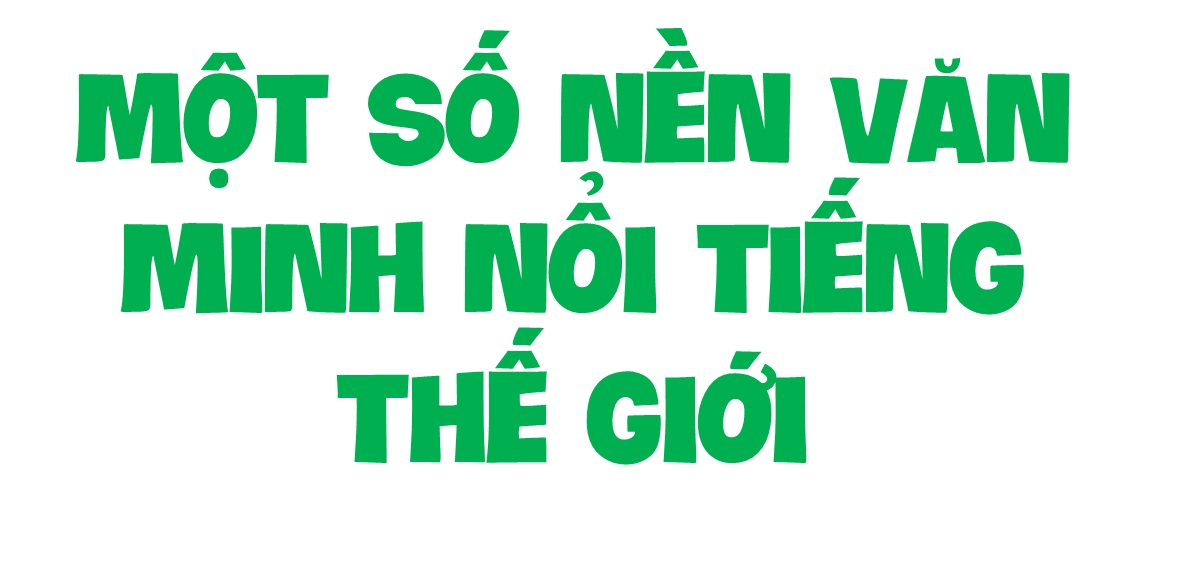 MỘT SỐ NỀN VĂN
MINH NỔI TIẾNG
THẾ GIỚI